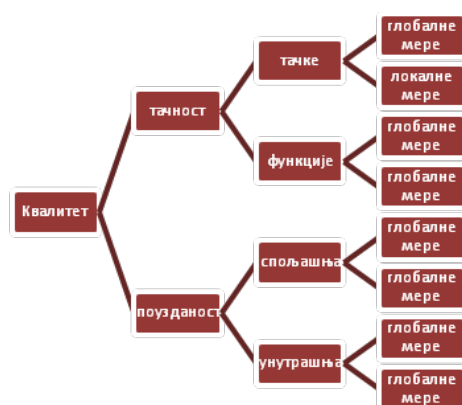 глобалне
мере
тачке
локалне
мере
тачност
глобалне
мере
функције
глобалне
мере
Квалитет
глобалне
мере
спољашња
глобалне
мере
поузданост
глобалне
мере
унутрашња
глобалне
мере